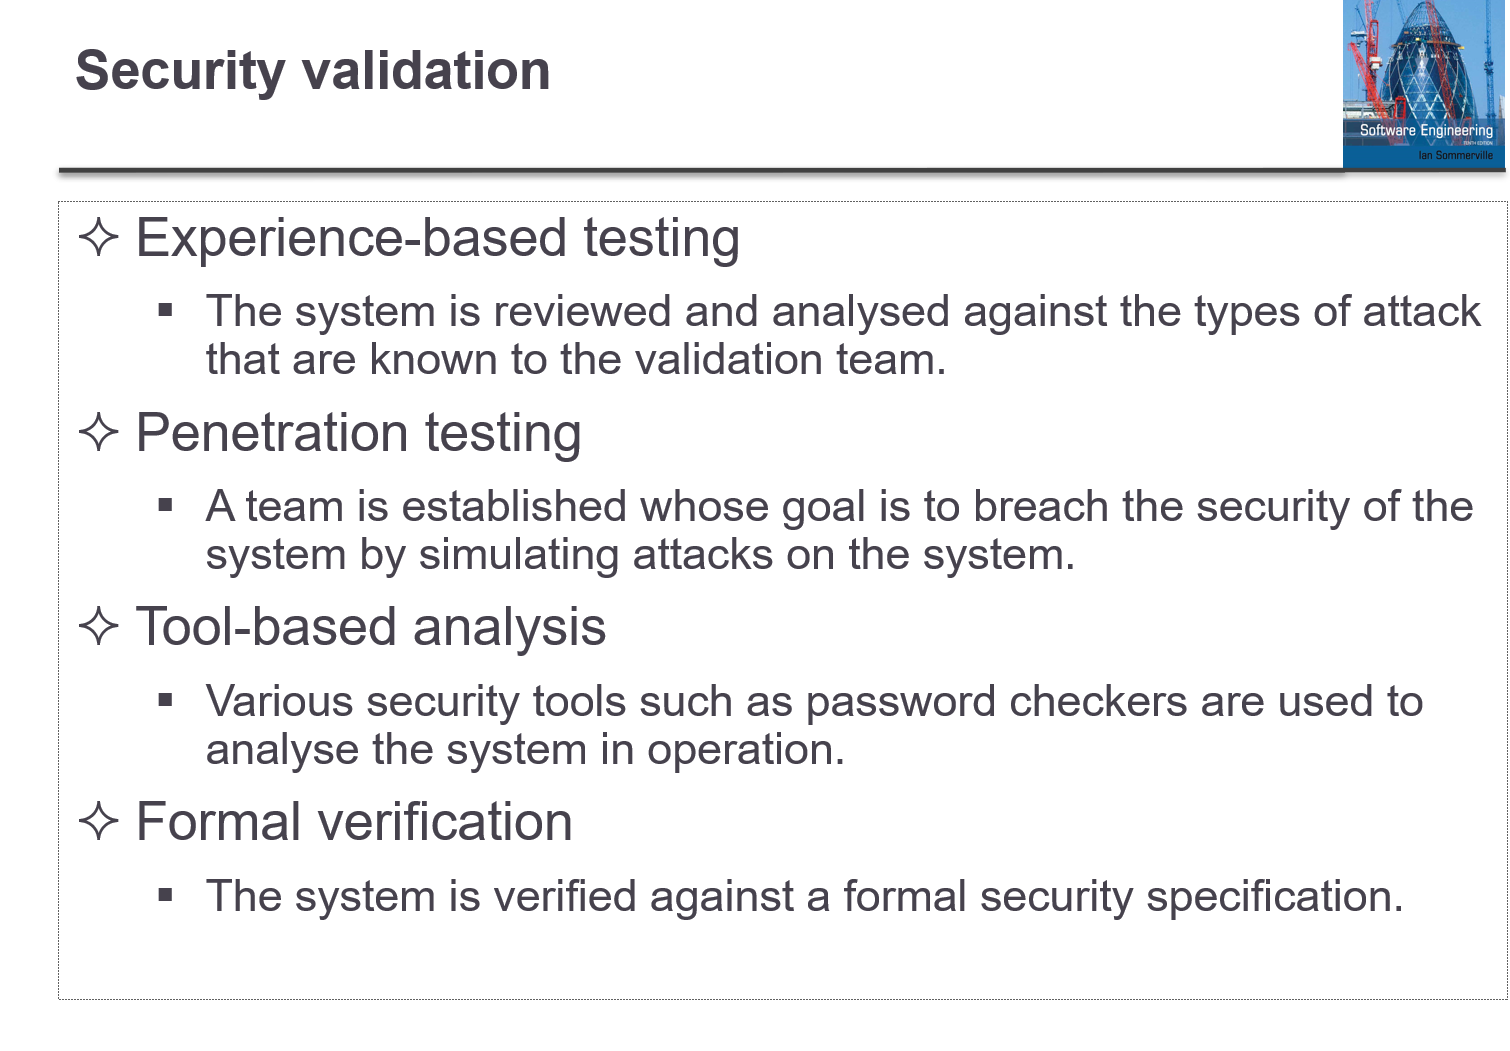 Security validation
Software Engineering
TENTH EDITION
Ian Sommerville
✧ Experience-based testing
▪ The system is reviewed and analysed against the types of attack
that are known to the validation team.
✧ Penetration testing
▪ A team is established whose goal is to breach the security of the
system by simulating attacks on the system.
✧ Tool-based analysis
▪ Various security tools such as password checkers are used to
analyse the system in operation.
✧ Formal verification
▪ The system is verified against a formal security specification.